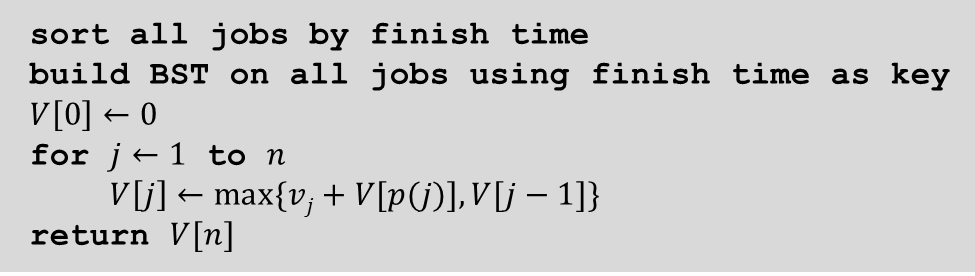 sort all jobs by finish time
build BST on all jobs using finish time as key
V[0] ← 0
for j ← 1 to n
V[j] ← max{v_j + V[p(j)], V[j − 1]}
return V[n]